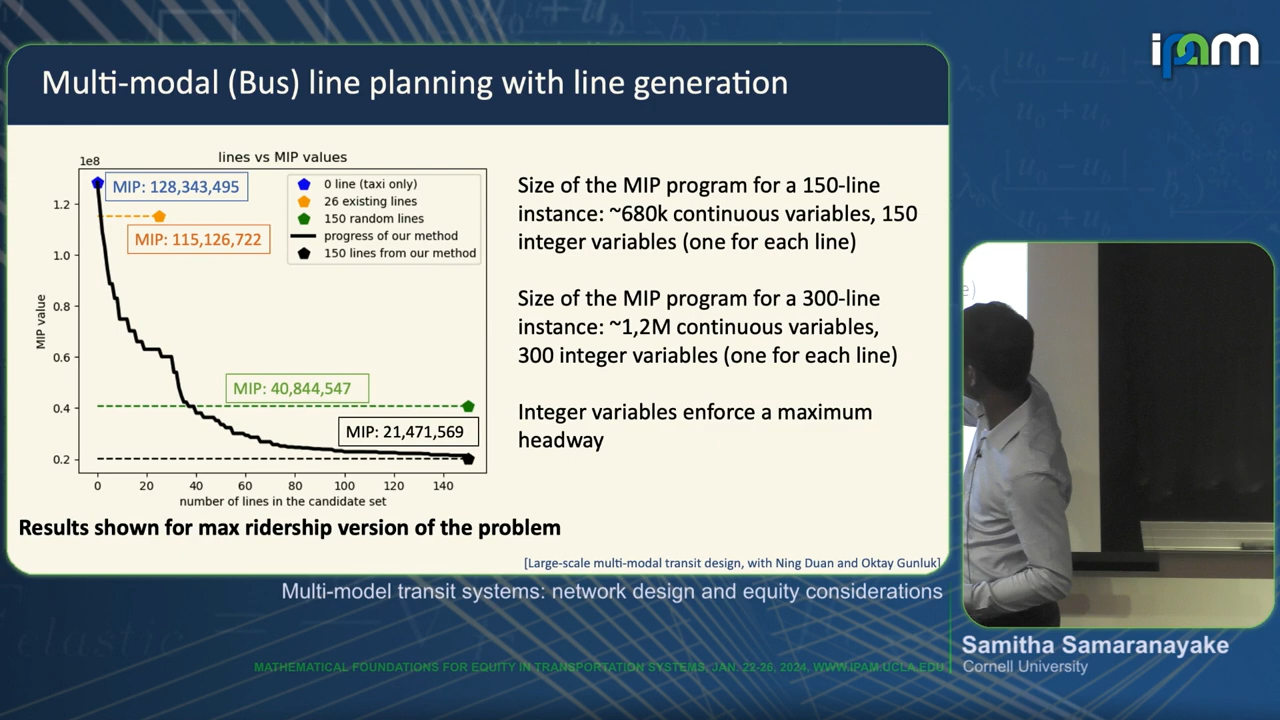 ipam
Multi-modal (Bus) line planning with line generation
lines vs MIP values
1e8
MIP: 128,343,495
0 line (taxi only)
26 existing lines
150 random lines
progress of our method
150 lines from our method
MIP: 115,126,722
MIP: 40,844,547
MIP: 21,471,569
1.2
1.0
0.8
0.6
0.4
0.2
MIP value
0 20 40 60 80 100 120 140
number of lines in the candidate set
Results shown for max ridership version of the problem
Size of the MIP program for a 150-line
instance: ~680k continuous variables, 150
integer variables (one for each line)
Size of the MIP program for a 300-line
instance: ~1,2M continuous variables,
300 integer variables (one for each line)
Integer variables enforce a maximum
headway
[Large-scale multi-modal transit design, with Ning Duan and Oktay Gunluk]
Multi-model transit systems: network design and equity considerations
Samitha Samaranayake
Cornell University
MATHEMATICAL FOUNDATIONS FOR EQUITY IN TRANSPORTATION SYSTEMS, JAN. 22-26, 2024, WWW.IPAM.UCLA.EDU